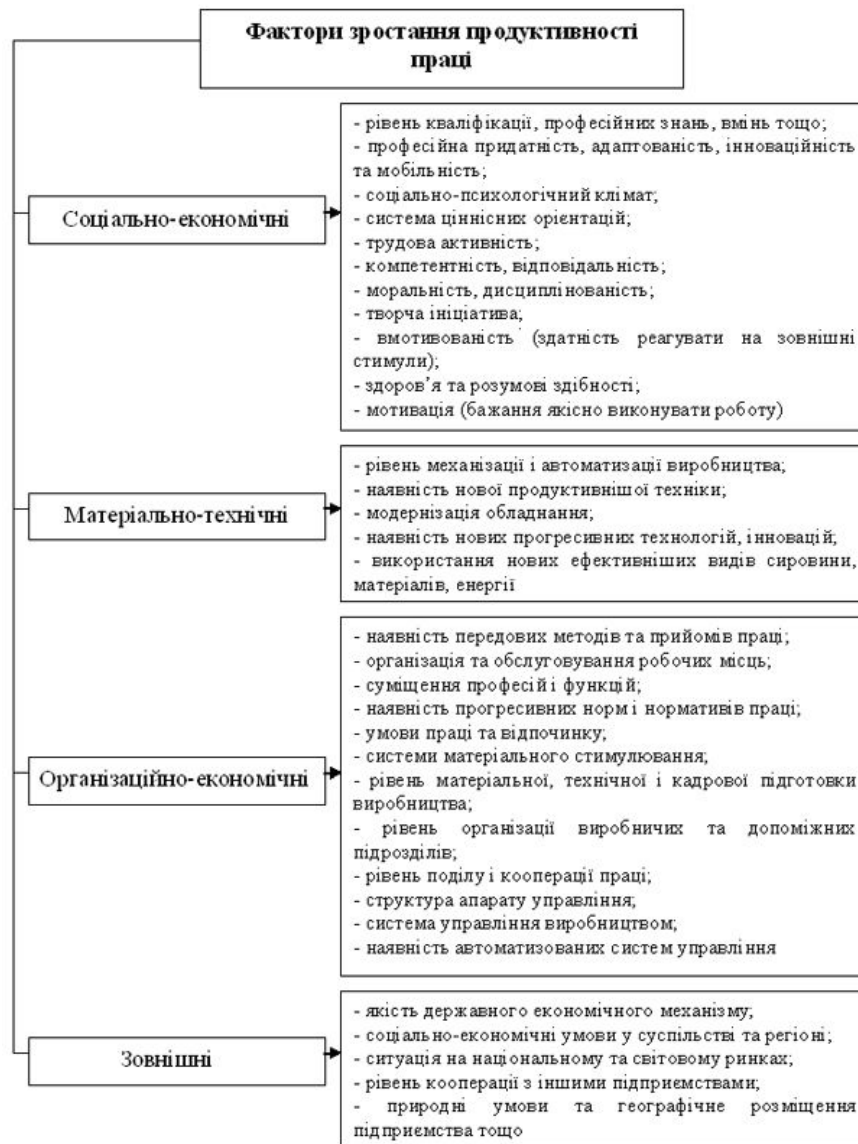 Фактори зростання продуктивності
праці
Соціально-економічні
- рівень кваліфікації, професійних знань, вмінь тощо;
- професійна придатність, адаптованість, інноваційність
та мобільність;
- соціально-психологічний клімат;
- система ціннісних орієнтацій;
- трудова активність;
- компетентність, відповідальність;
- моральність, дисциплінованість;
- творча ініціатива;
- вмотивованість (здатність реагувати на зовнішні
стимули);
- здоров’я та розумові здібності;
- мотивація (бажання якісно виконувати роботу)
Матеріально-технічні
- рівень механізації і автоматизації виробництва;
- наявність нової продуктивнішої техніки;
- модернізація обладнання;
- наявність нових прогресивних технологій, інновацій;
- використання нових ефективніших видів сировини,
матеріалів, енергії
Організаційно-економічні
- наявність передових методів та прийомів праці;
- організація та обслуговування робочих місць;
- суміщення професій і функцій;
- наявність прогресивних норм і нормативів праці;
- умови праці та відпочинку;
- системи матеріального стимулювання;
- рівень матеріальної, технічної і кадрової підготовки
виробництва;
- рівень організації виробничих та допоміжних
підрозділів;
- рівень поділу і кооперації праці;
- структура апарату управління;
- система управління виробництвом;
- наявність автоматизованих систем управління
Зовнішні
- якість державного економічного механізму;
- соціально-економічні умови у суспільстві та регіоні;
- ситуація на національному та світовому ринках;
- рівень кооперації з іншими підприємствами;
- природні умови та географічне розміщення
підприємства тощо